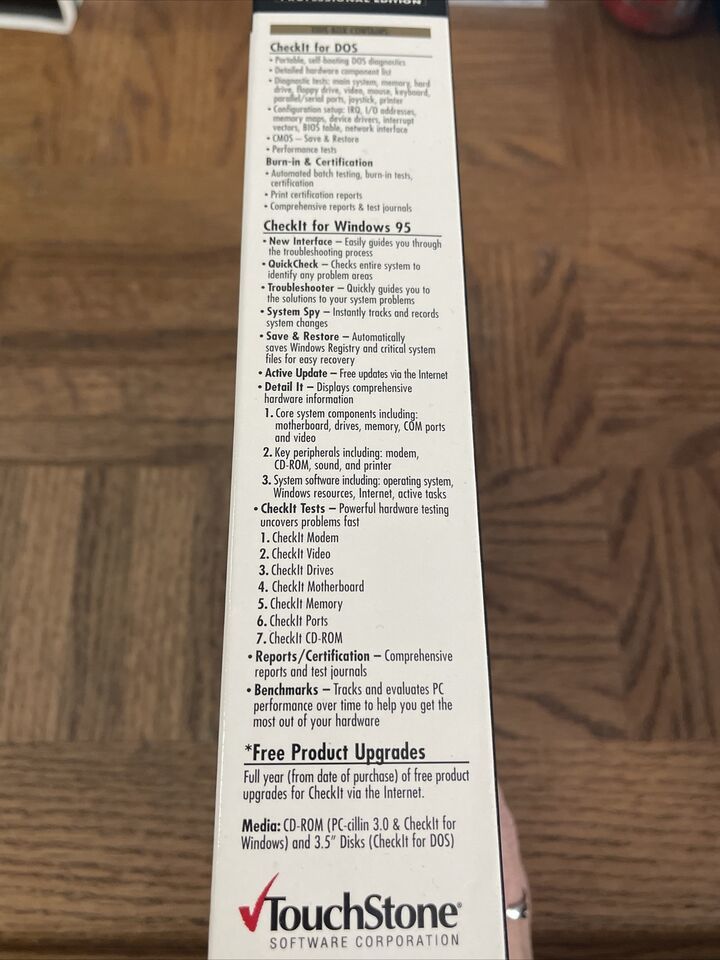 PROFESSIONAL EDITION
THIS BOX CONTAINS
CheckIt for DOS
• Portable, self-booting DOS diagnostics
• Detailed hardware component list
• Diagnostic tests: main system, memory, hard
drive, floppy drive, video, mouse, keyboard,
parallel/serial ports, joystick, printer
• Configuration setup: IRQ, I/O addresses,
memory maps, device drivers, interrupt
vectors, BIOS table, network interface
• CMOS – Save & Restore
• Performance tests
Burn-in & Certification
• Automated batch testing, burn-in tests,
certification
• Print certification reports
• Comprehensive reports & test journals
CheckIt for Windows 95
• New Interface – Easily guides you through
the troubleshooting process
• QuickCheck – Checks entire system to
identify any problem areas
• Troubleshooter – Quickly guides you to
the solutions to your system problems
• System Spy – Instantly tracks and records
system changes
• Save & Restore – Automatically
saves Windows Registry and critical system
files for easy recovery
• Active Update – Free updates via the Internet
• Detail It – Displays comprehensive
hardware information
1. Core system components including:
motherboard, drives, memory, COM ports
and video
2. Key peripherals including: modem,
CD-ROM, sound, and printer
3. System software including: operating system,
Windows resources, Internet, active tasks
• CheckIt Tests – Powerful hardware testing
uncovers problems fast
1. CheckIt Modem
2. CheckIt Video
3. CheckIt Drives
4. CheckIt Motherboard
5. CheckIt Memory
6. CheckIt Ports
7. CheckIt CD-ROM
• Reports/Certification – Comprehensive
reports and test journals
• Benchmarks – Tracks and evaluates PC
performance over time to help you get the
most out of your hardware
*Free Product Upgrades
Full year (from date of purchase) of free product
upgrades for CheckIt via the Internet.
Media: CD-ROM (PC-cillin 3.0 & CheckIt for
Windows) and 3.5" Disks (CheckIt for DOS)
TouchStone®
SOFTWARE CORPORATION